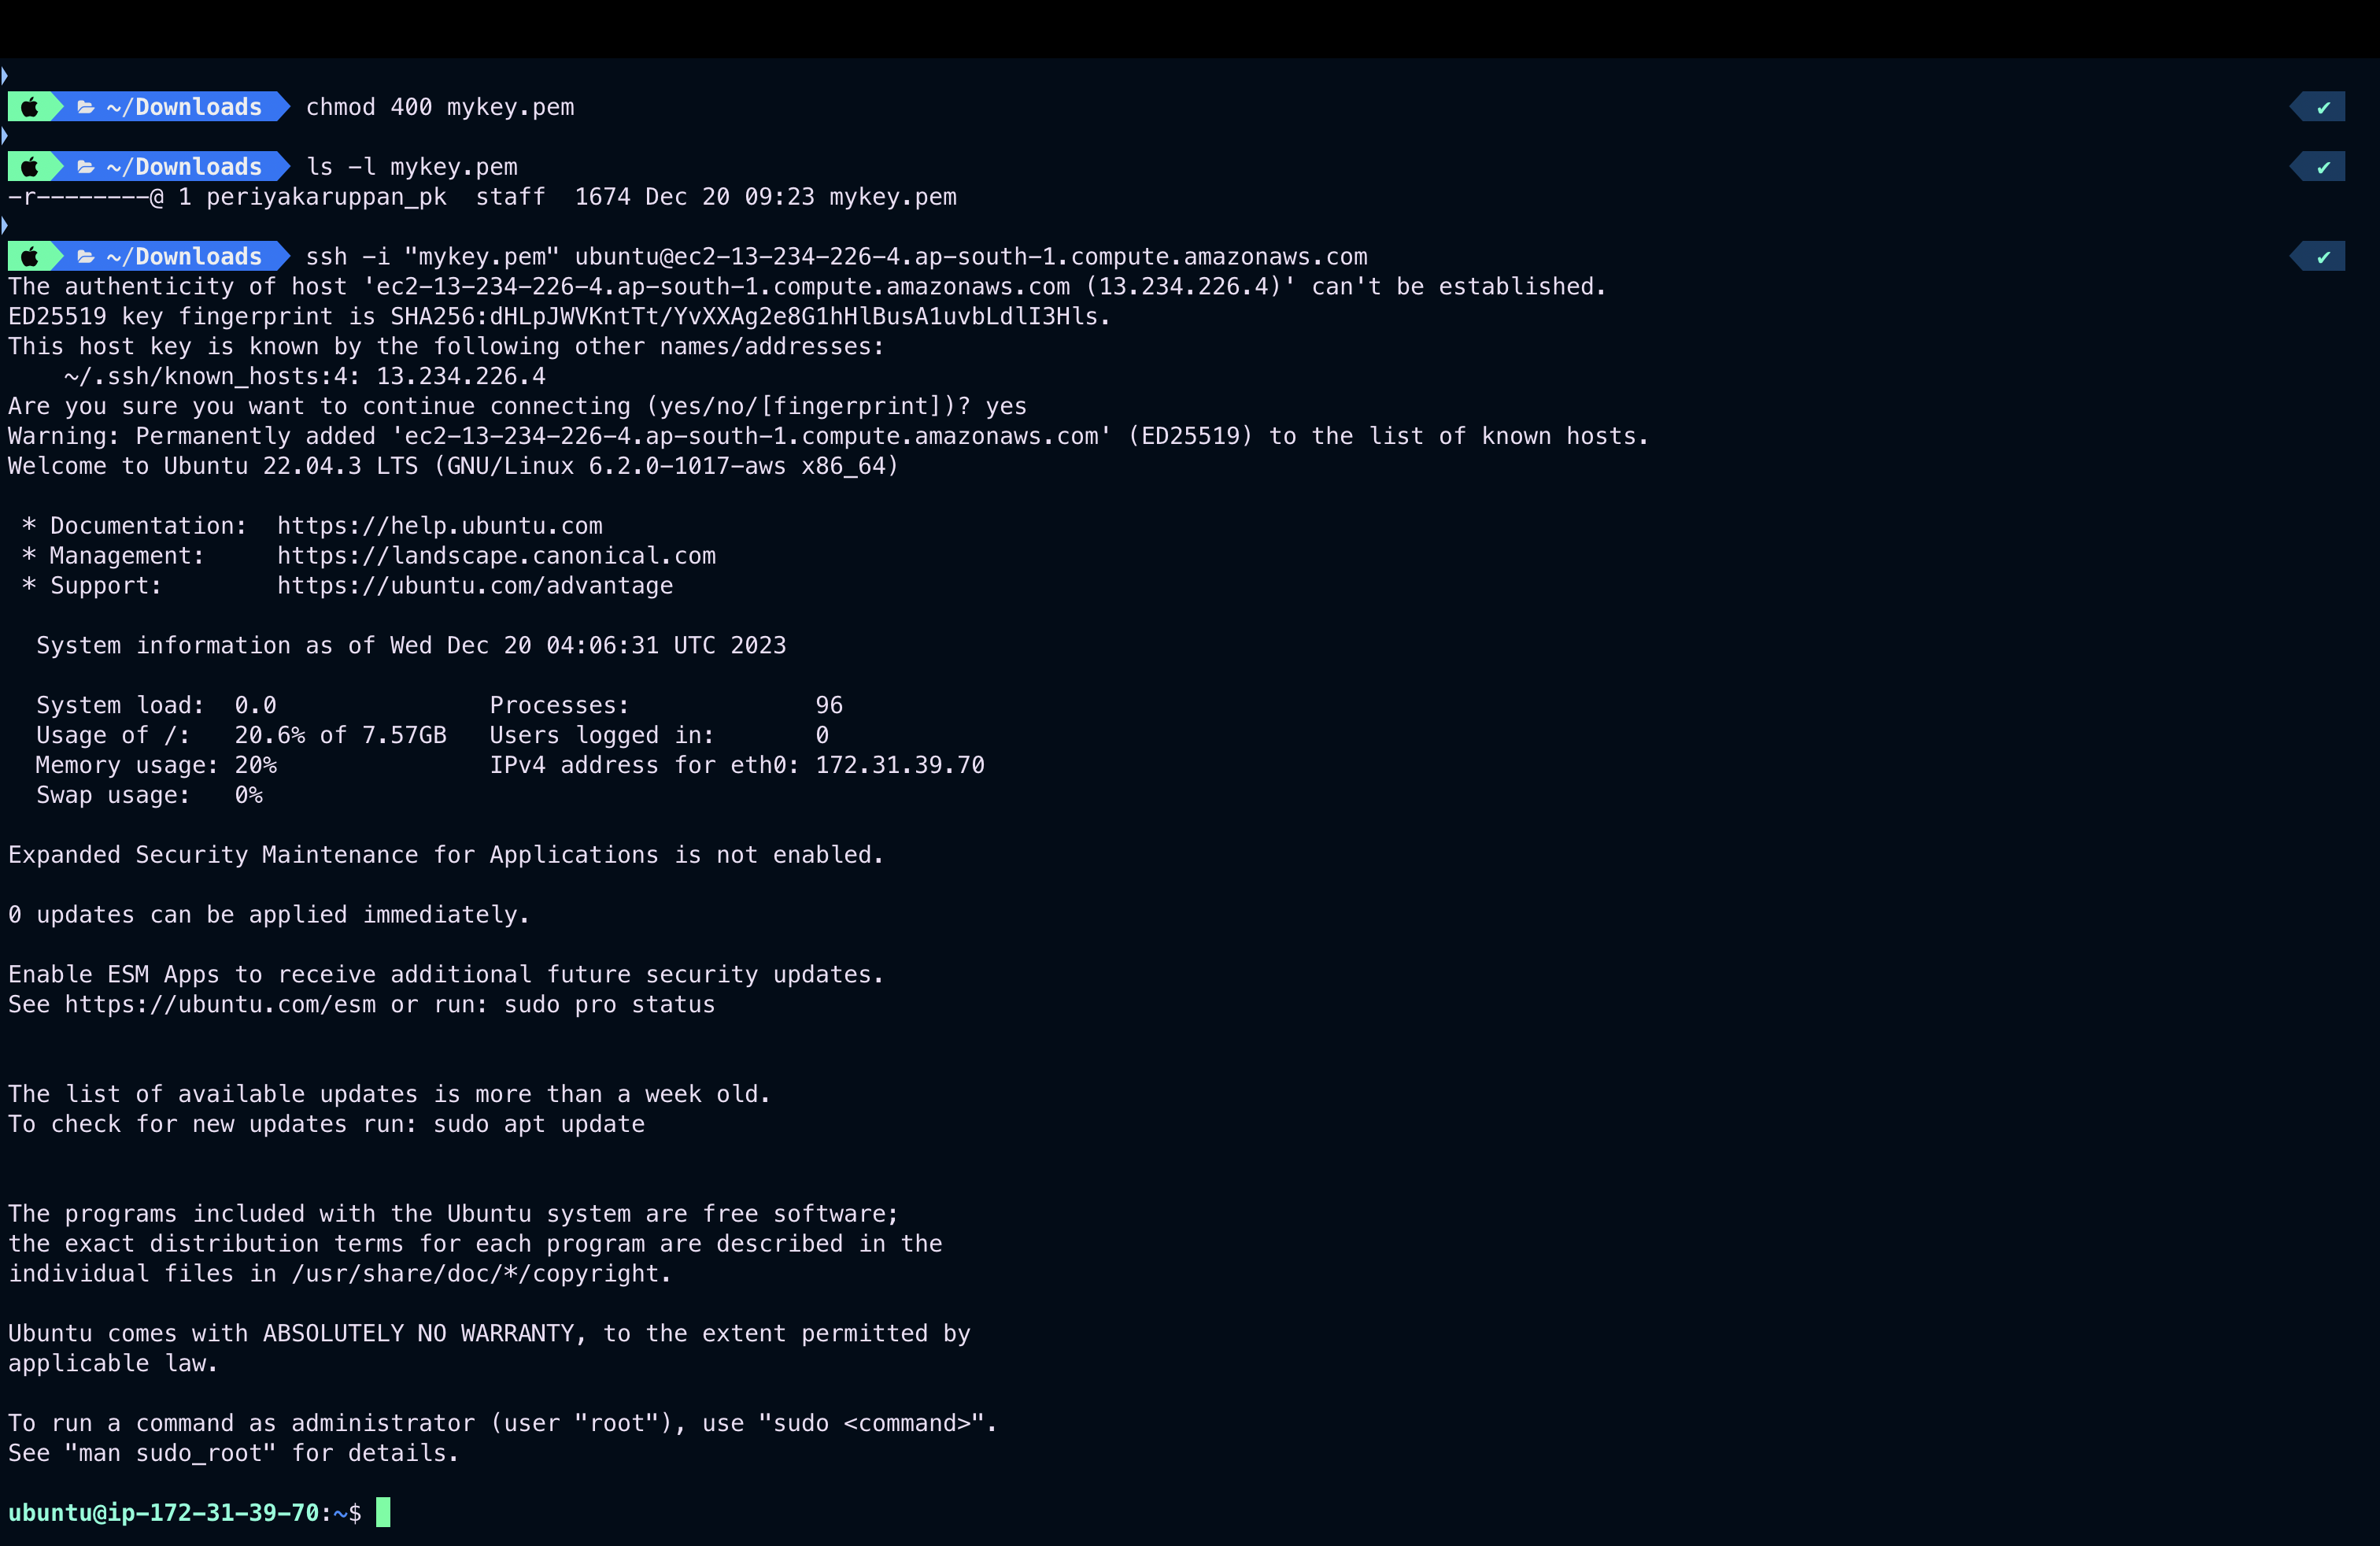 ~/Downloads chmod 400 mykey.pem ✔
~/Downloads ls -l mykey.pem ✔
-r--------@ 1 periyakaruppan_pk  staff  1674 Dec 20 09:23 mykey.pem
~/Downloads ssh -i "mykey.pem" ubuntu@ec2-13-234-226-4.ap-south-1.compute.amazonaws.com ✔
The authenticity of host 'ec2-13-234-226-4.ap-south-1.compute.amazonaws.com (13.234.226.4)' can't be established.
ED25519 key fingerprint is SHA256:dHLpJWVKntTt/YvXXAg2e8G1hHlBusA1uvbLdlI3Hls.
This host key is known by the following other names/addresses:
    ~/.ssh/known_hosts:4: 13.234.226.4
Are you sure you want to continue connecting (yes/no/[fingerprint])? yes
Warning: Permanently added 'ec2-13-234-226-4.ap-south-1.compute.amazonaws.com' (ED25519) to the list of known hosts.
Welcome to Ubuntu 22.04.3 LTS (GNU/Linux 6.2.0-1017-aws x86_64)

 * Documentation:  https://help.ubuntu.com
 * Management:     https://landscape.canonical.com
 * Support:        https://ubuntu.com/advantage

  System information as of Wed Dec 20 04:06:31 UTC 2023

  System load:  0.0               Processes:             96
  Usage of /:   20.6% of 7.57GB   Users logged in:       0
  Memory usage: 20%               IPv4 address for eth0: 172.31.39.70
  Swap usage:   0%

Expanded Security Maintenance for Applications is not enabled.

0 updates can be applied immediately.

Enable ESM Apps to receive additional future security updates.
See https://ubuntu.com/esm or run: sudo pro status

The list of available updates is more than a week old.
To check for new updates run: sudo apt update

The programs included with the Ubuntu system are free software;
the exact distribution terms for each program are described in the
individual files in /usr/share/doc/*/copyright.

Ubuntu comes with ABSOLUTELY NO WARRANTY, to the extent permitted by
applicable law.

To run a command as administrator (user "root"), use "sudo <command>".
See "man sudo_root" for details.

ubuntu@ip-172-31-39-70:~$